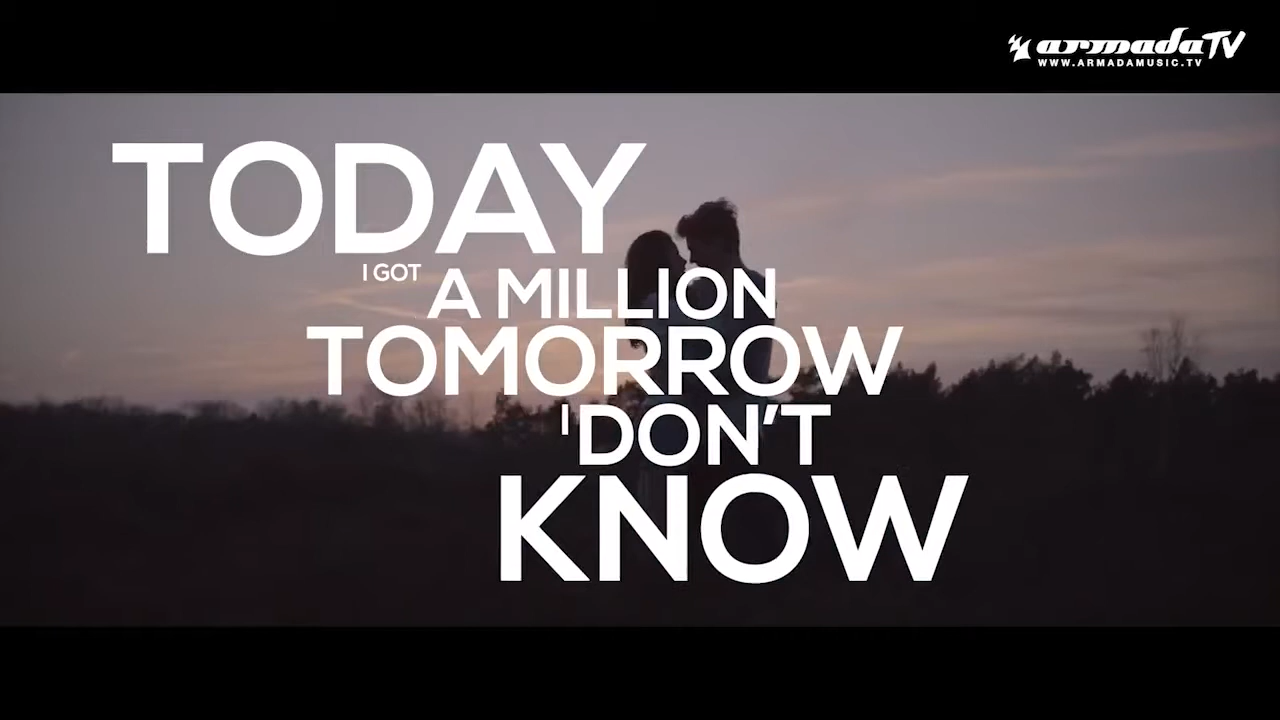 armadaTV
WWW.ARMADAMUSIC.TV
TODAY
I GOT A MILLION
TOMORROW
I DON'T
KNOW